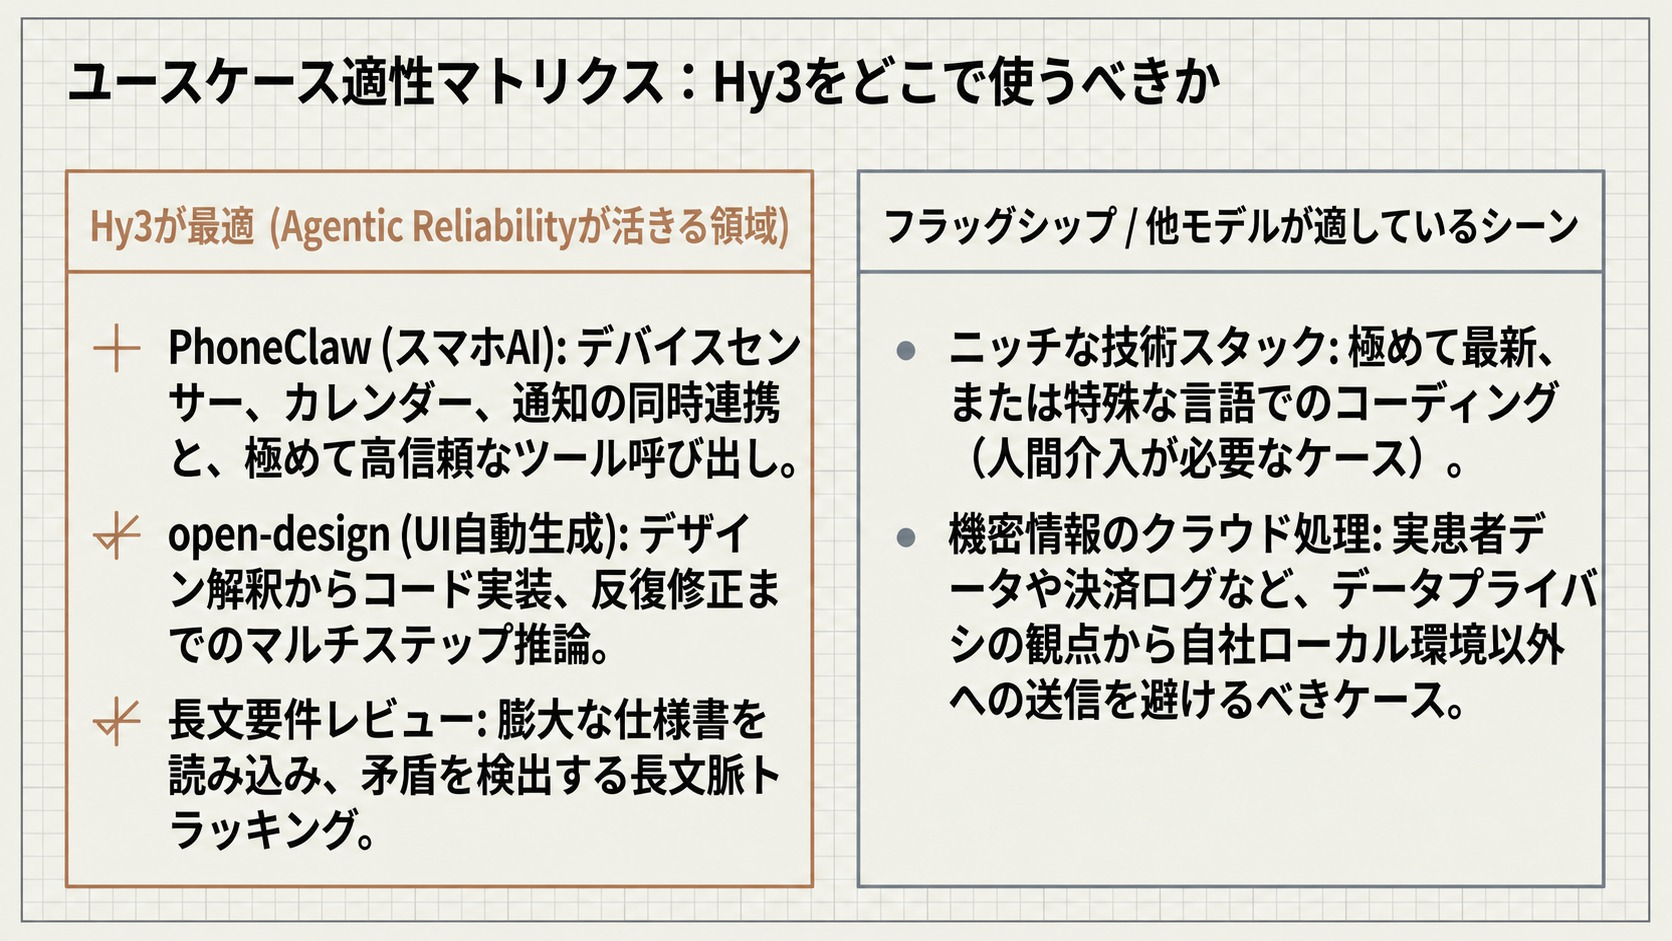 ユースケース適性マトリクス：Hy3をどこで使うべきか
Hy3が最適 (Agentic Reliabilityが活きる領域)
PhoneClaw (スマホAI): デバイスセン
サー、カレンダー、通知の同時連携
と、極めて高信頼なツール呼び出し。
open-design (UI自動生成): デザイ
ン解釈からコード実装、反復修正ま
でのマルチステップ推論。
長文要件レビュー: 膨大な仕様書を
読み込み、矛盾を検出する長文脈ト
ラッキング。
フラッグシップ / 他モデルが適しているシーン
ニッチな技術スタック: 極めて最新、
または特殊な言語でのコーディング
（人間介入が必要なケース）。
機密情報のクラウド処理: 実患者デ
ータや決済ログなど、データプライバ
シの観点から自社ローカル環境以外
への送信を避けるべきケース。